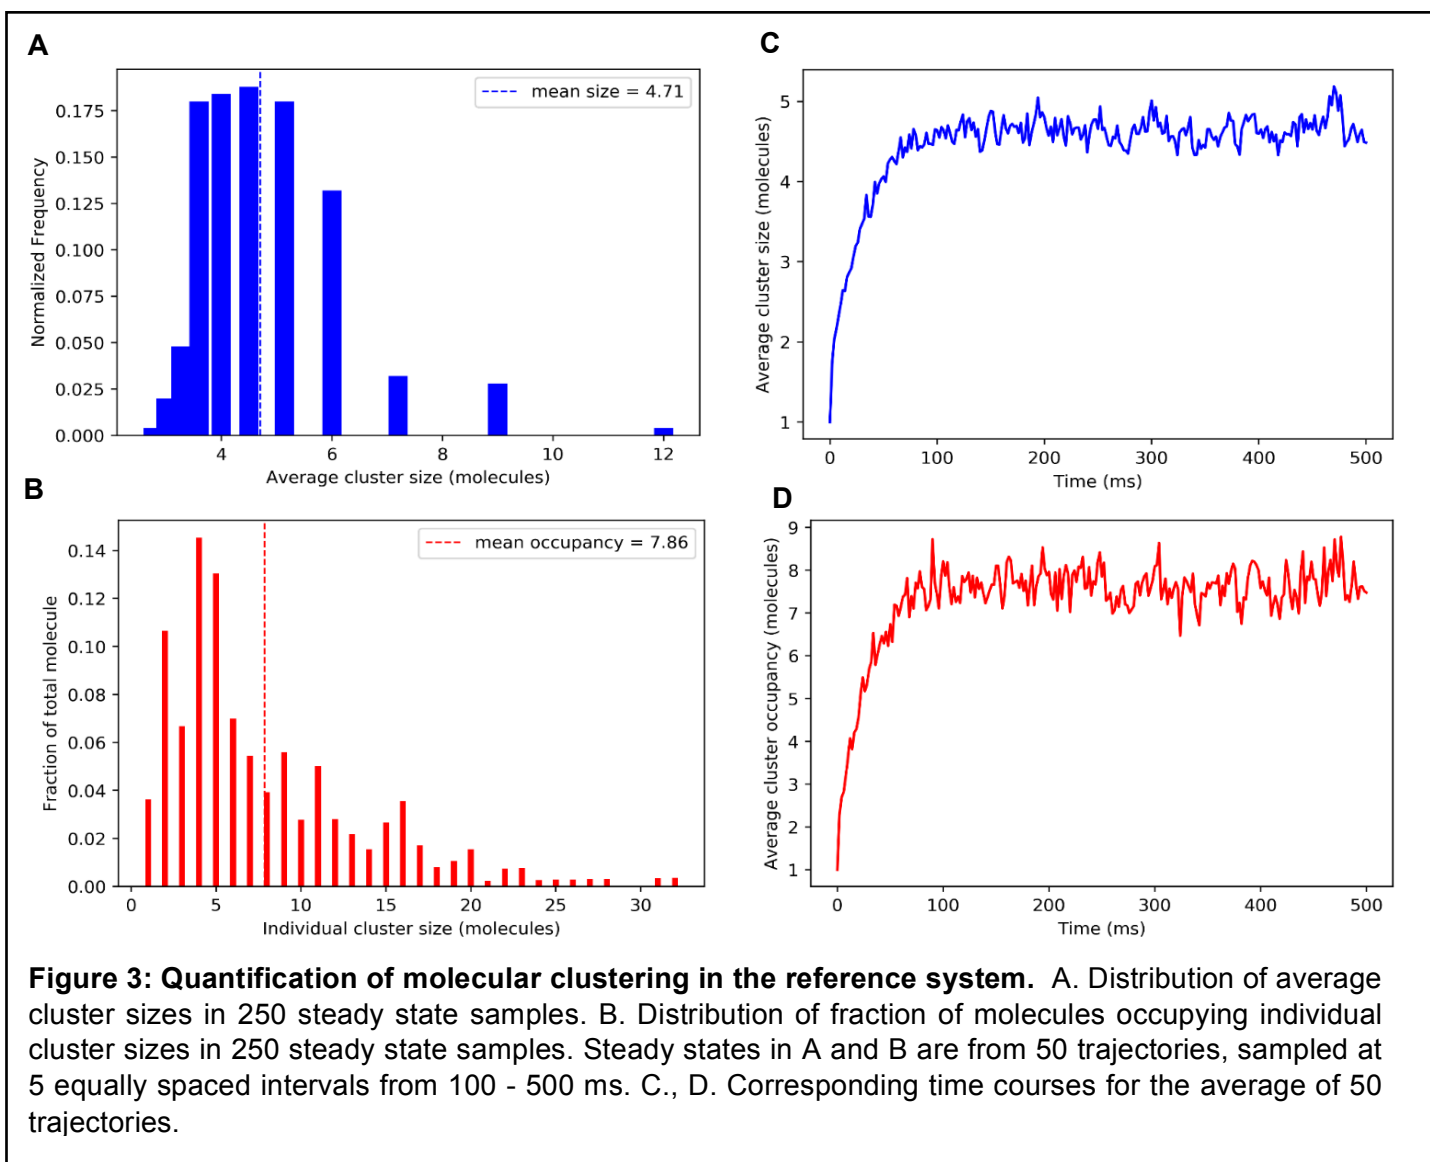 A
mean size = 4.71
0.175
0.150
0.125
0.100
0.075
0.050
0.025
0.000
Normalized Frequency
4 6 8 10 12
Average cluster size (molecules)
B
mean occupancy = 7.86
0.14
0.12
0.10
0.08
0.06
0.04
0.02
0.00
Fraction of total molecule
0 5 10 15 20 25 30
Individual cluster size (molecules)
C
5
4
3
2
1
Average cluster size (molecules)
0 100 200 300 400 500
Time (ms)
D
9
8
7
6
5
4
3
2
1
Average cluster occupancy (molecules)
0 100 200 300 400 500
Time (ms)
Figure 3: Quantification of molecular clustering in the reference system. A. Distribution of average
cluster sizes in 250 steady state samples. B. Distribution of fraction of molecules occupying individual
cluster sizes in 250 steady state samples. Steady states in A and B are from 50 trajectories, sampled at
5 equally spaced intervals from 100 - 500 ms. C., D. Corresponding time courses for the average of 50
trajectories.